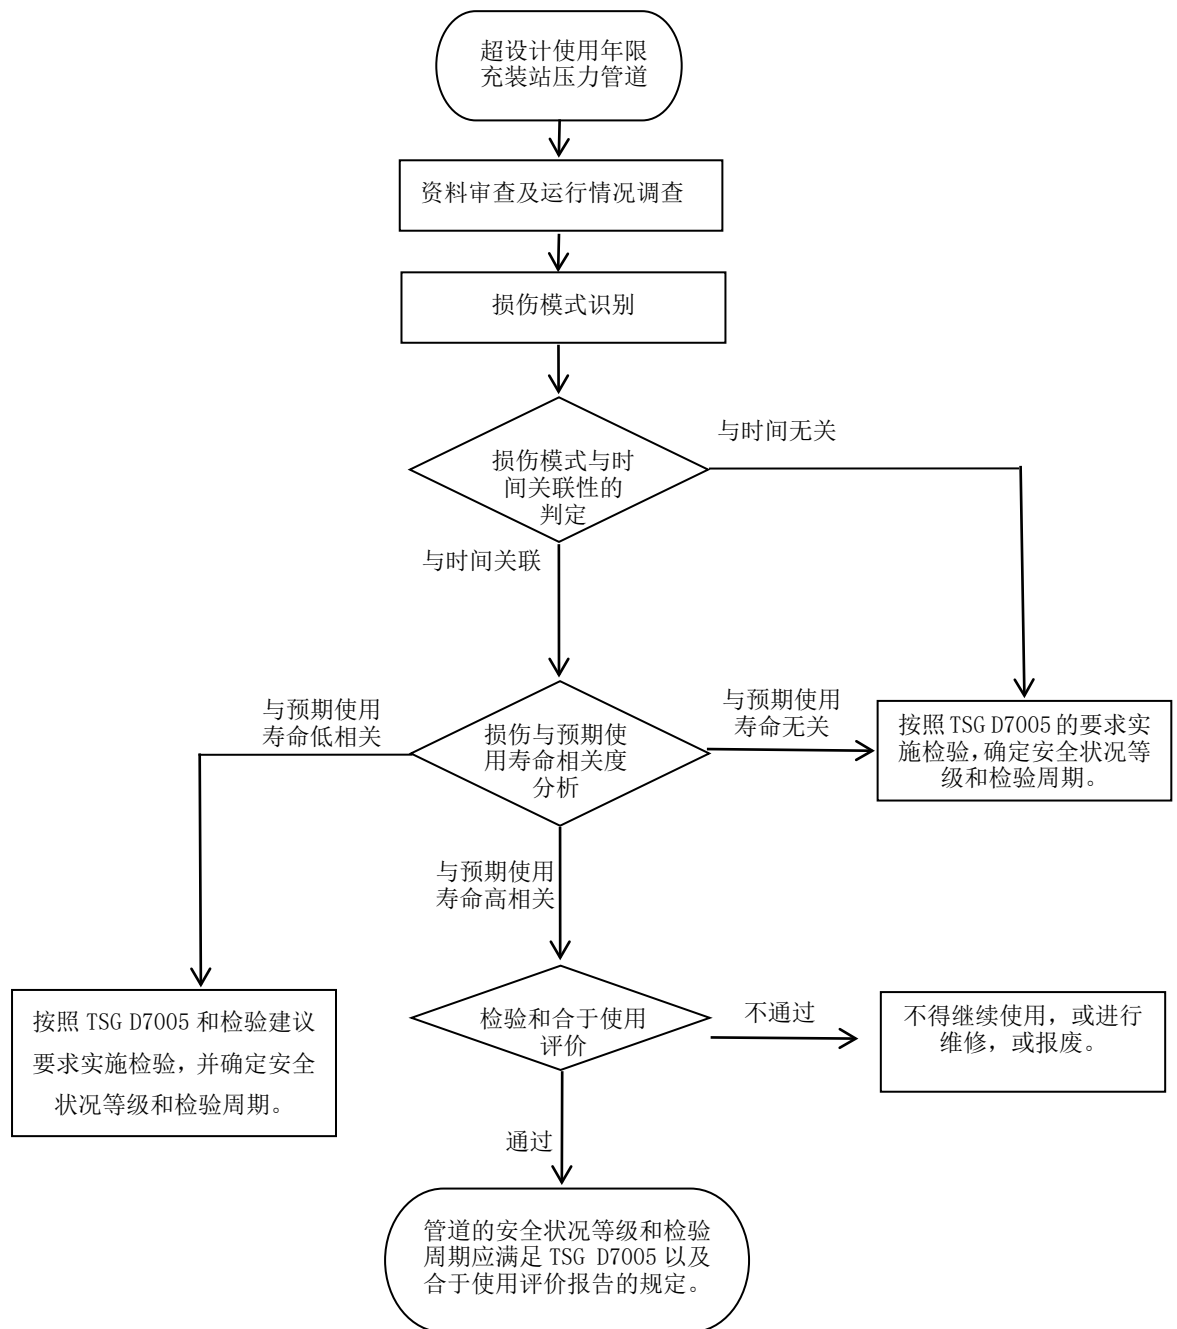 超设计使用年限
充装站压力管道
资料审查及运行情况调查
损伤模式识别
与时间无关
损伤模式与时
间关联性的
判定
与时间关联
与预期使用
寿命低相关
损伤与预期使
用寿命相关度
分析
与预期使用
寿命无关
按照 TSG D7005 的要求实
施检验,确定安全状况等
级和检验周期。
与预期使用
寿命高相关
按照 TSG D7005 和检验建议
要求实施检验，并确定安全
状况等级和检验周期。
检验和合于使用
评价
不通过
不得继续使用，或进行
维修，或报废。
通过
管道的安全状况等级和检验
周期应满足 TSG D7005 以及
合于使用评价报告的规定。